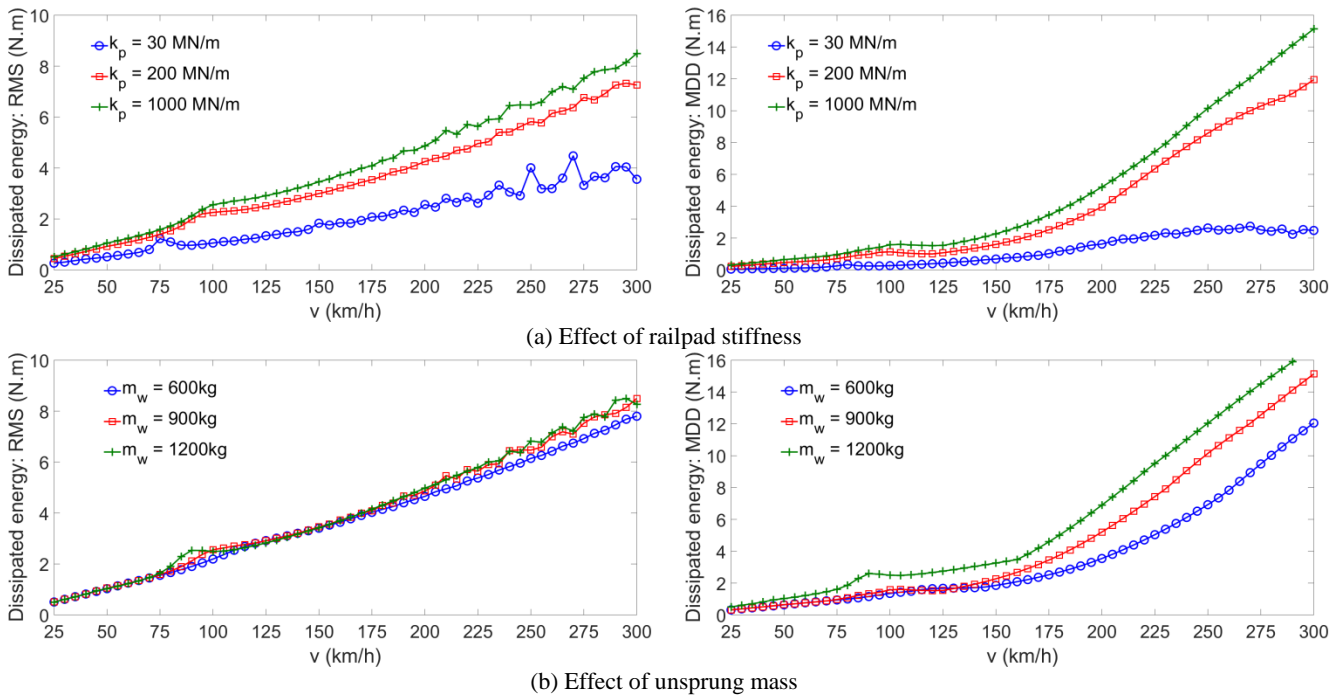 Dissipated energy: RMS (N.m)
10
8
6
4
2
0
k_p = 30 MN/m
k_p = 200 MN/m
k_p = 1000 MN/m
25 50 75 100 125 150 175 200 225 250 275 300
v (km/h)
Dissipated energy: MDD (N.m)
16
14
12
10
8
6
4
2
0
k_p = 30 MN/m
k_p = 200 MN/m
k_p = 1000 MN/m
25 50 75 100 125 150 175 200 225 250 275 300
v (km/h)
(a) Effect of railpad stiffness
Dissipated energy: RMS (N.m)
10
8
6
4
2
0
m_w = 600kg
m_w = 900kg
m_w = 1200kg
25 50 75 100 125 150 175 200 225 250 275 300
v (km/h)
Dissipated energy: MDD (N.m)
16
14
12
10
8
6
4
2
0
m_w = 600kg
m_w = 900kg
m_w = 1200kg
25 50 75 100 125 150 175 200 225 250 275 300
v (km/h)
(b) Effect of unsprung mass